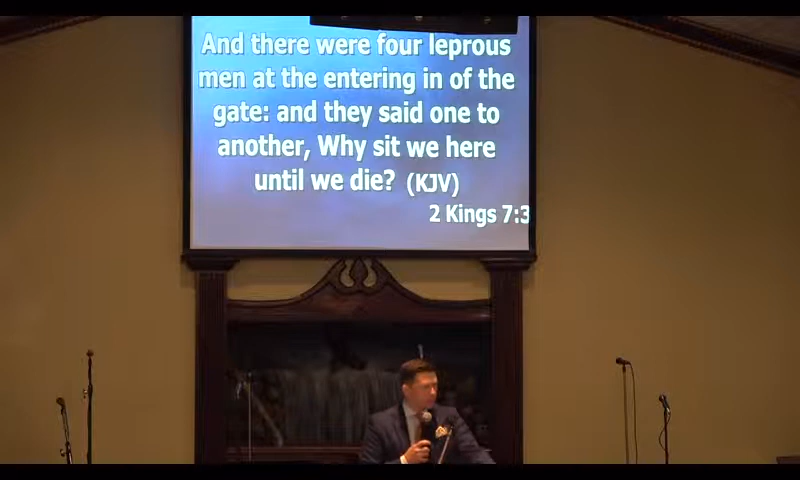 And there were four leprous
men at the entering in of the
gate: and they said one to
another, Why sit we here
until we die? (KJV)
2 Kings 7:3